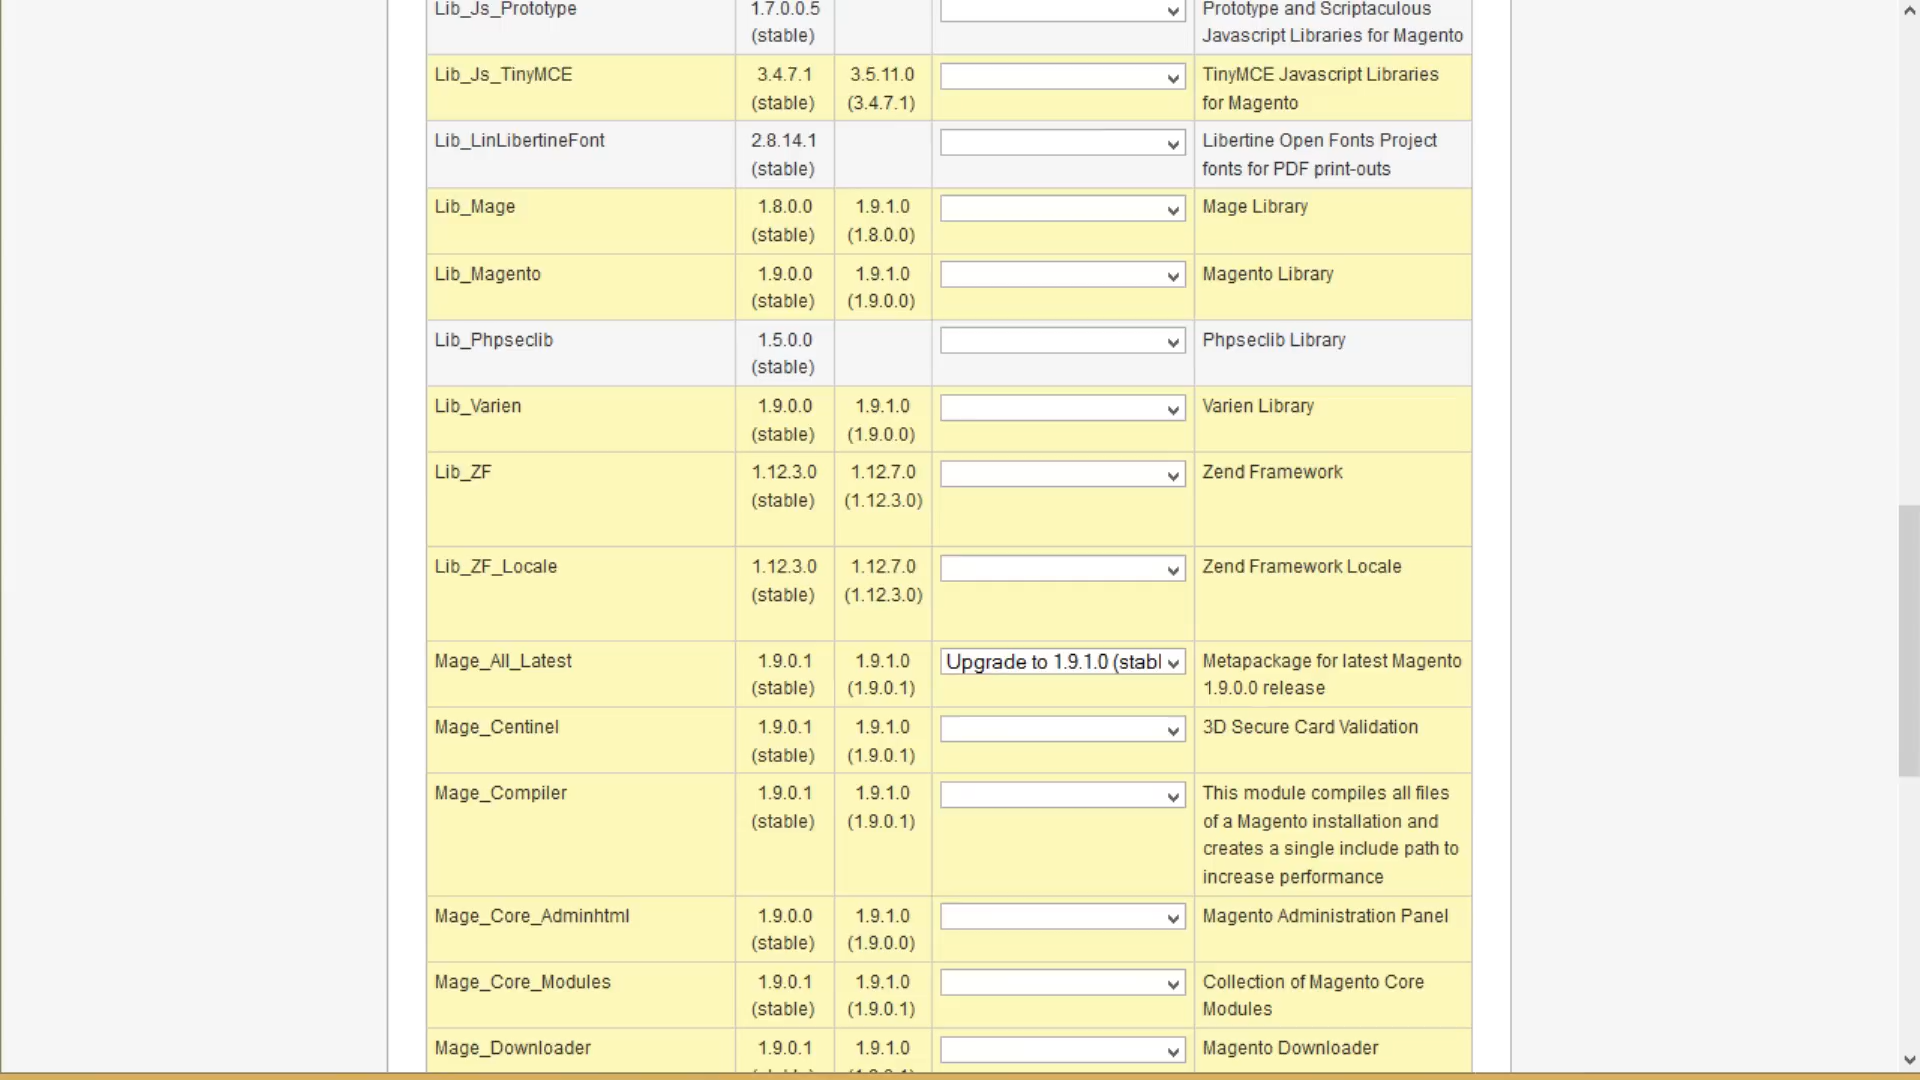 Lib_Js_Prototype 1.7.0.0.5 Prototype and Scriptaculous
(stable) Javascript Libraries for Magento
Lib_Js_TinyMCE 3.4.7.1 3.5.11.0 TinyMCE Javascript Libraries
(stable) (3.4.7.1) for Magento
Lib_LinLibertineFont 2.8.14.1 Libertine Open Fonts Project
(stable) fonts for PDF print-outs
Lib_Mage 1.8.0.0 1.9.1.0 Mage Library
(stable) (1.8.0.0)
Lib_Magento 1.9.0.0 1.9.1.0 Magento Library
(stable) (1.9.0.0)
Lib_Phpseclib 1.5.0.0 Phpseclib Library
(stable)
Lib_Varien 1.9.0.0 1.9.1.0 Varien Library
(stable) (1.9.0.0)
Lib_ZF 1.12.3.0 1.12.7.0 Zend Framework
(stable) (1.12.3.0)
Lib_ZF_Locale 1.12.3.0 1.12.7.0 Zend Framework Locale
(stable) (1.12.3.0)
Mage_All_Latest 1.9.0.1 1.9.1.0 Upgrade to 1.9.1.0 (stabl Metapackage for latest Magento
(stable) (1.9.0.1) 1.9.0.0 release
Mage_Centinel 1.9.0.1 1.9.1.0 3D Secure Card Validation
(stable) (1.9.0.1)
Mage_Compiler 1.9.0.1 1.9.1.0 This module compiles all files
(stable) (1.9.0.1) of a Magento installation and
creates a single include path to
increase performance
Mage_Core_Adminhtml 1.9.0.0 1.9.1.0 Magento Administration Panel
(stable) (1.9.0.0)
Mage_Core_Modules 1.9.0.1 1.9.1.0 Collection of Magento Core
(stable) (1.9.0.1) Modules
Mage_Downloader 1.9.0.1 1.9.1.0 Magento Downloader